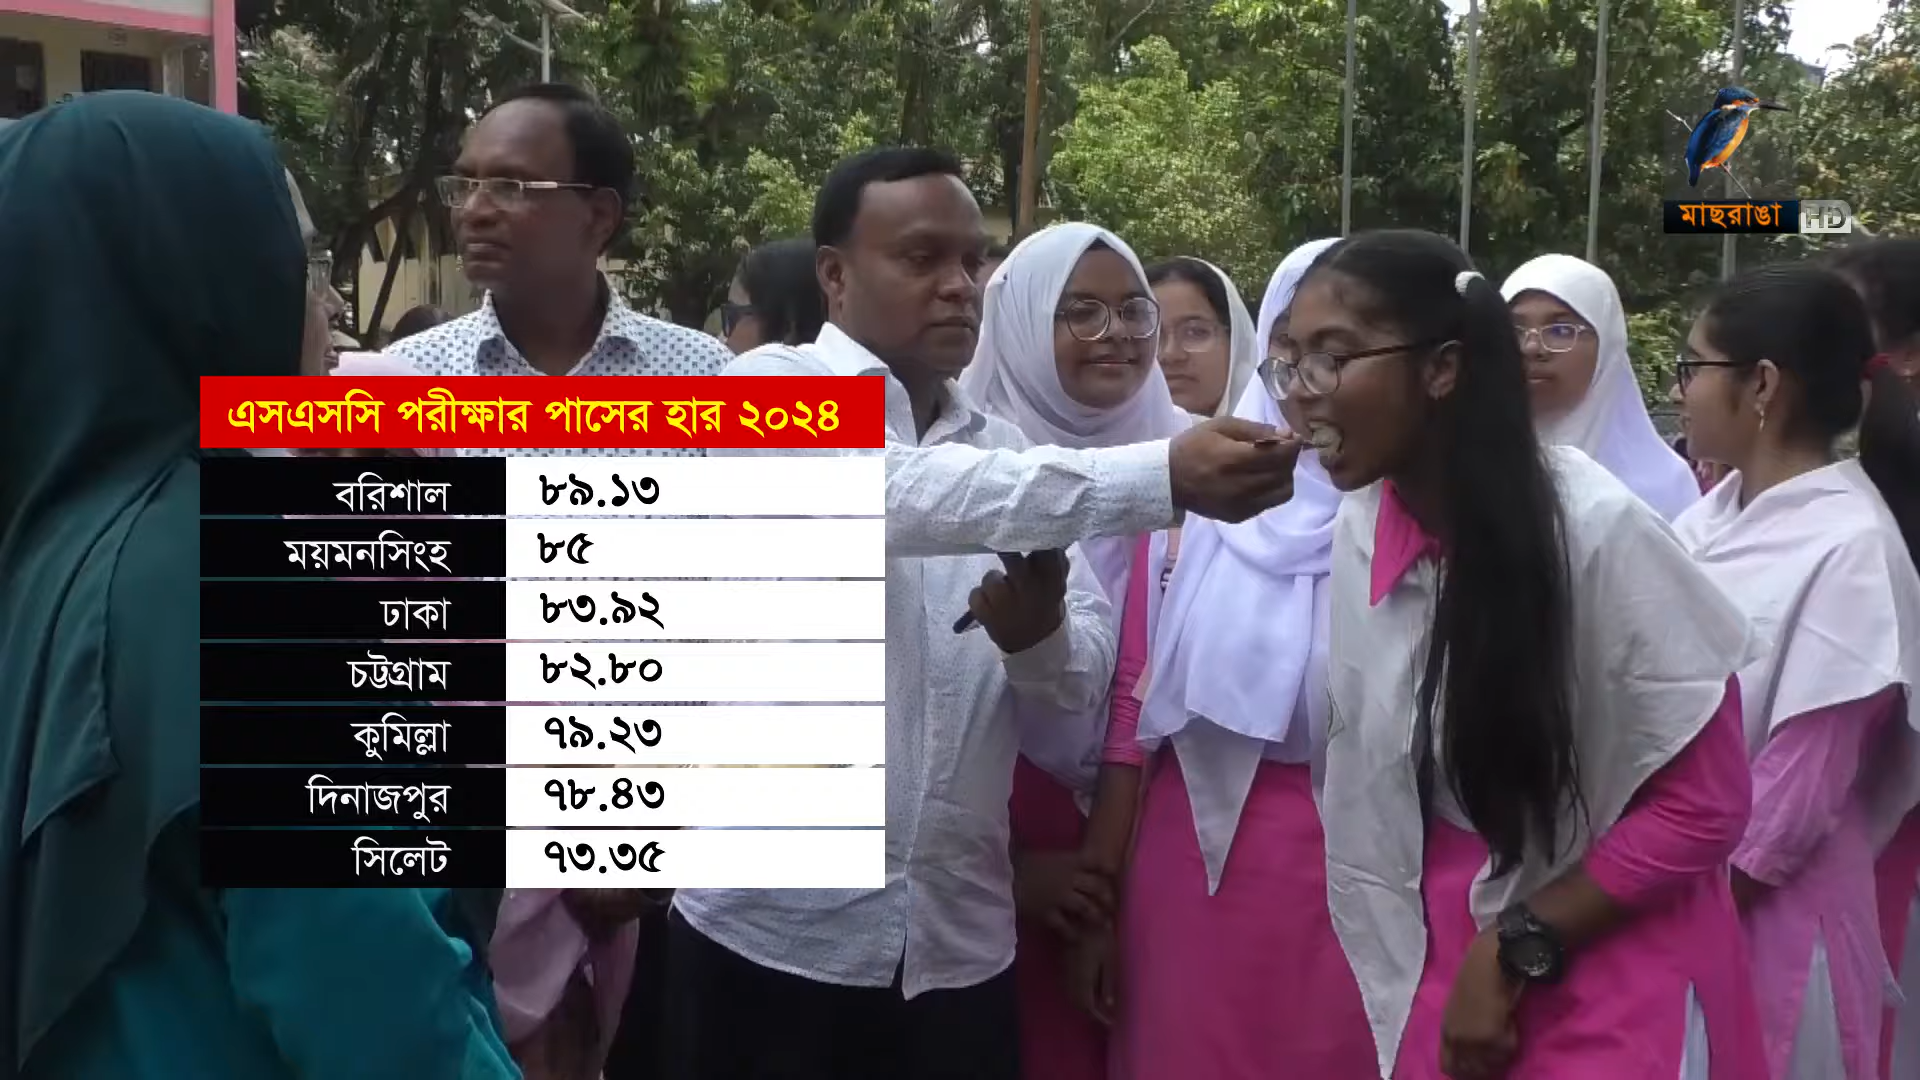 মাছরাঙা HD
এসএসসি পরীক্ষার পাসের হার ২০২৪
বরিশাল ৮৯.১৩
ময়মনসিংহ ৮৫
ঢাকা ৮৩.৯২
চট্টগ্রাম ৮২.৮০
কুমিল্লা ৭৯.২৩
দিনাজপুর ৭৮.৪৩
সিলেট ৭৩.৩৫